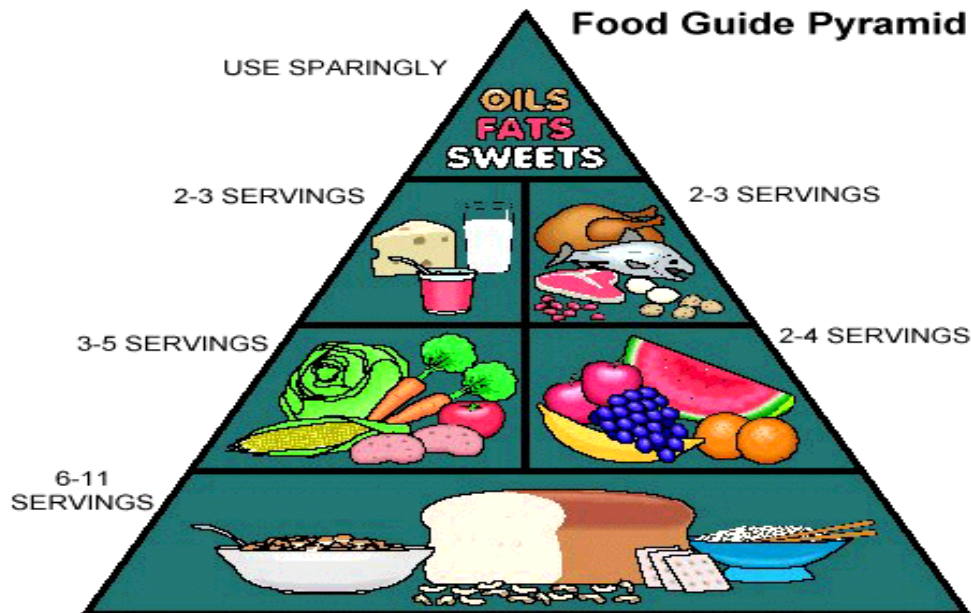 Food Guide Pyramid
USE SPARINGLY
OILS
FATS
SWEETS
2-3 SERVINGS
2-3 SERVINGS
3-5 SERVINGS
2-4 SERVINGS
6-11
SERVINGS